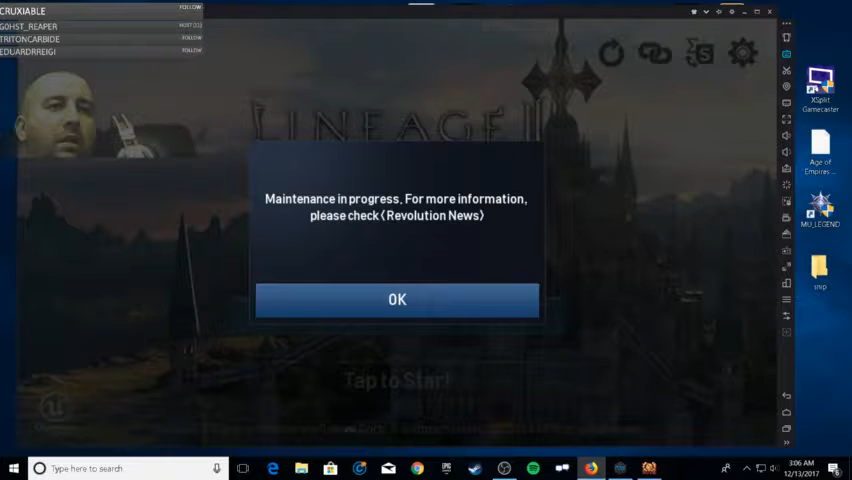 CRUXIABLE FOLLOW
G0HST_REAPER
TRITONCARBIDE FOLLOW
EDUARDRREIGI FOLLOW
LINEAGE II
Maintenance in progress. For more information,
please check <Revolution News>
OK
Tap to Start!
XSplit
Gamecaster
Age of
Empires ...
MU_LEGEND
snip
Type here to search
EPIC
3:06 AM
12/13/2017